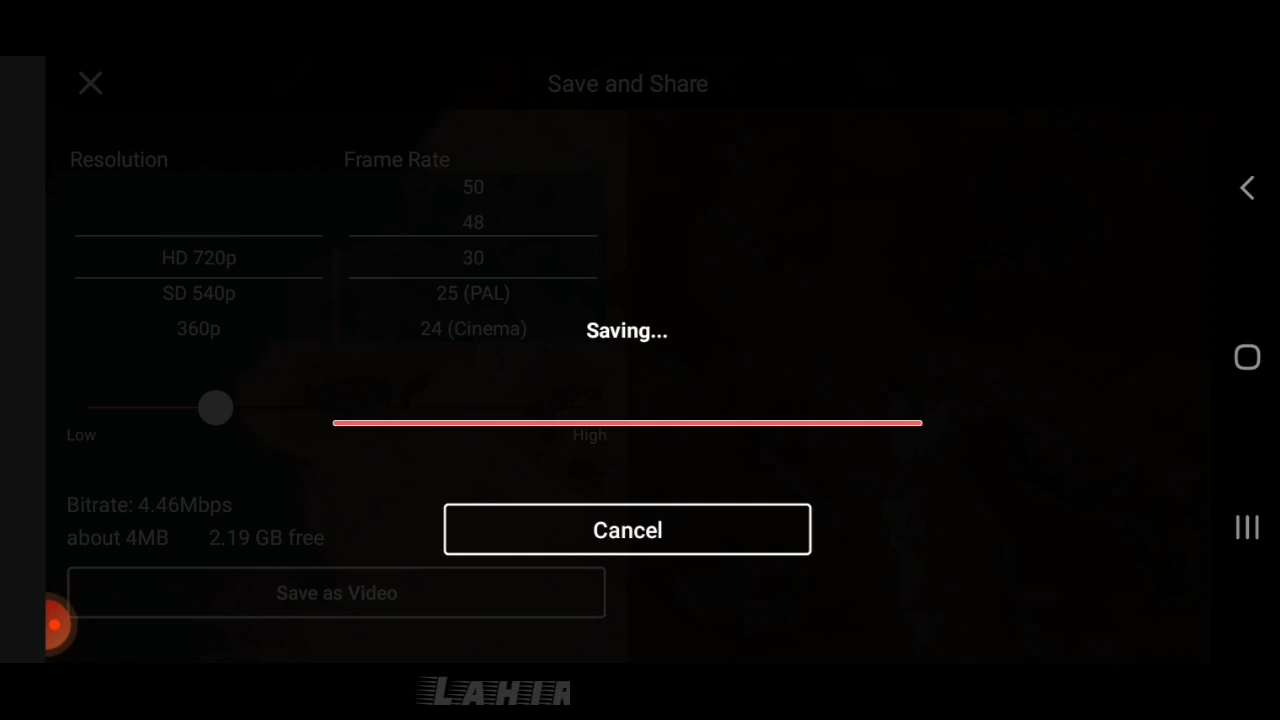 Save and Share
Resolution
Frame Rate
50
48
HD 720p
30
SD 540p
25 (PAL)
360p
24 (Cinema)
Saving...
Low
High
Bitrate: 4.46Mbps
about 4MB
2.19 GB free
Cancel
Save as Video
LAHIR